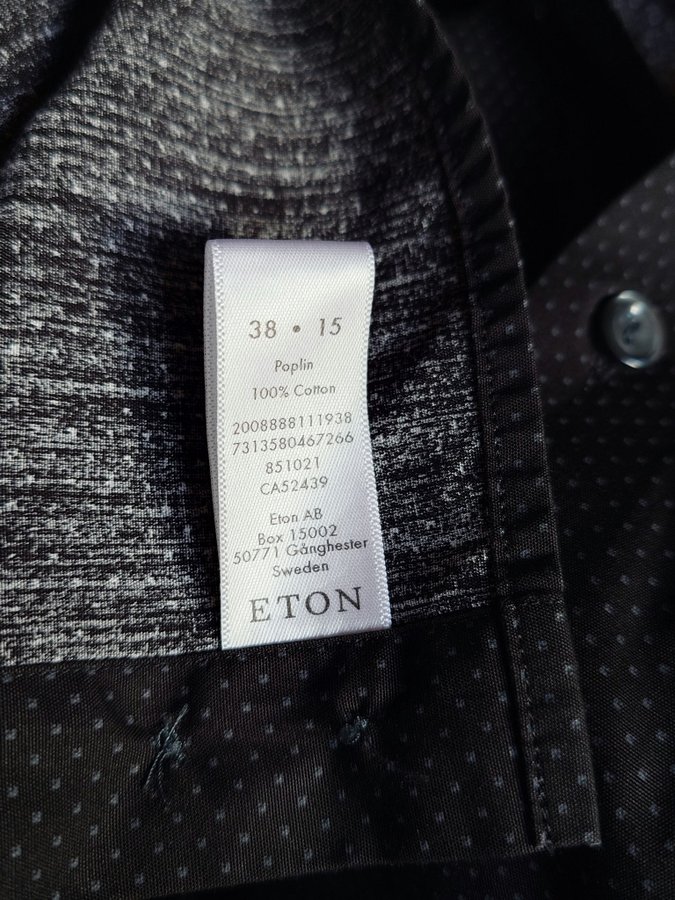 38 • 15
Poplin
100% Cotton
2008888111938
7313580467266
851021
CA52439
Eton AB
Box 15002
50771 Gånghester
Sweden
ETON